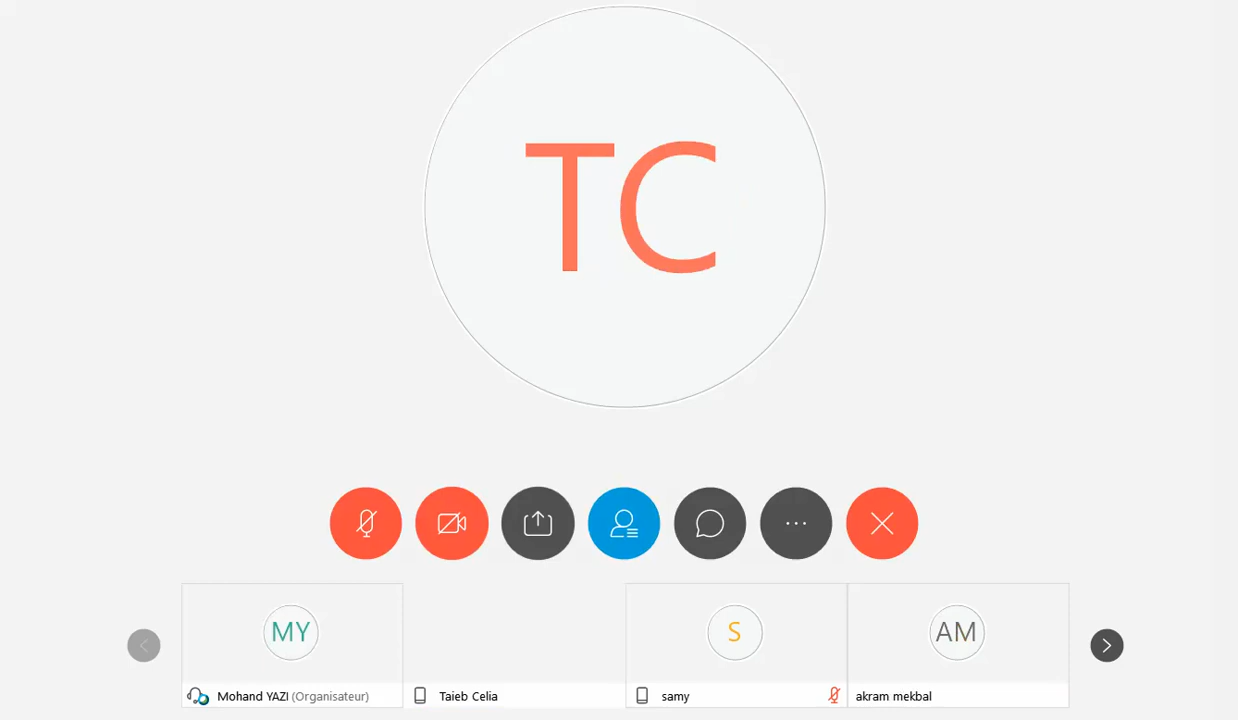 TC
MY
S
AM
Mohand YAZI (Organisateur)
Taieb Celia
samy
akram mekbal